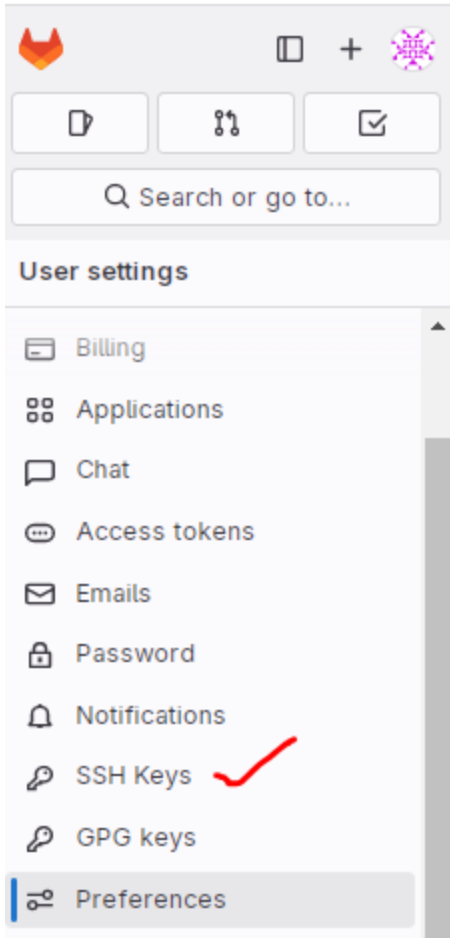 Search or go to...
User settings
Billing
Applications
Chat
Access tokens
Emails
Password
Notifications
SSH Keys
GPG keys
Preferences